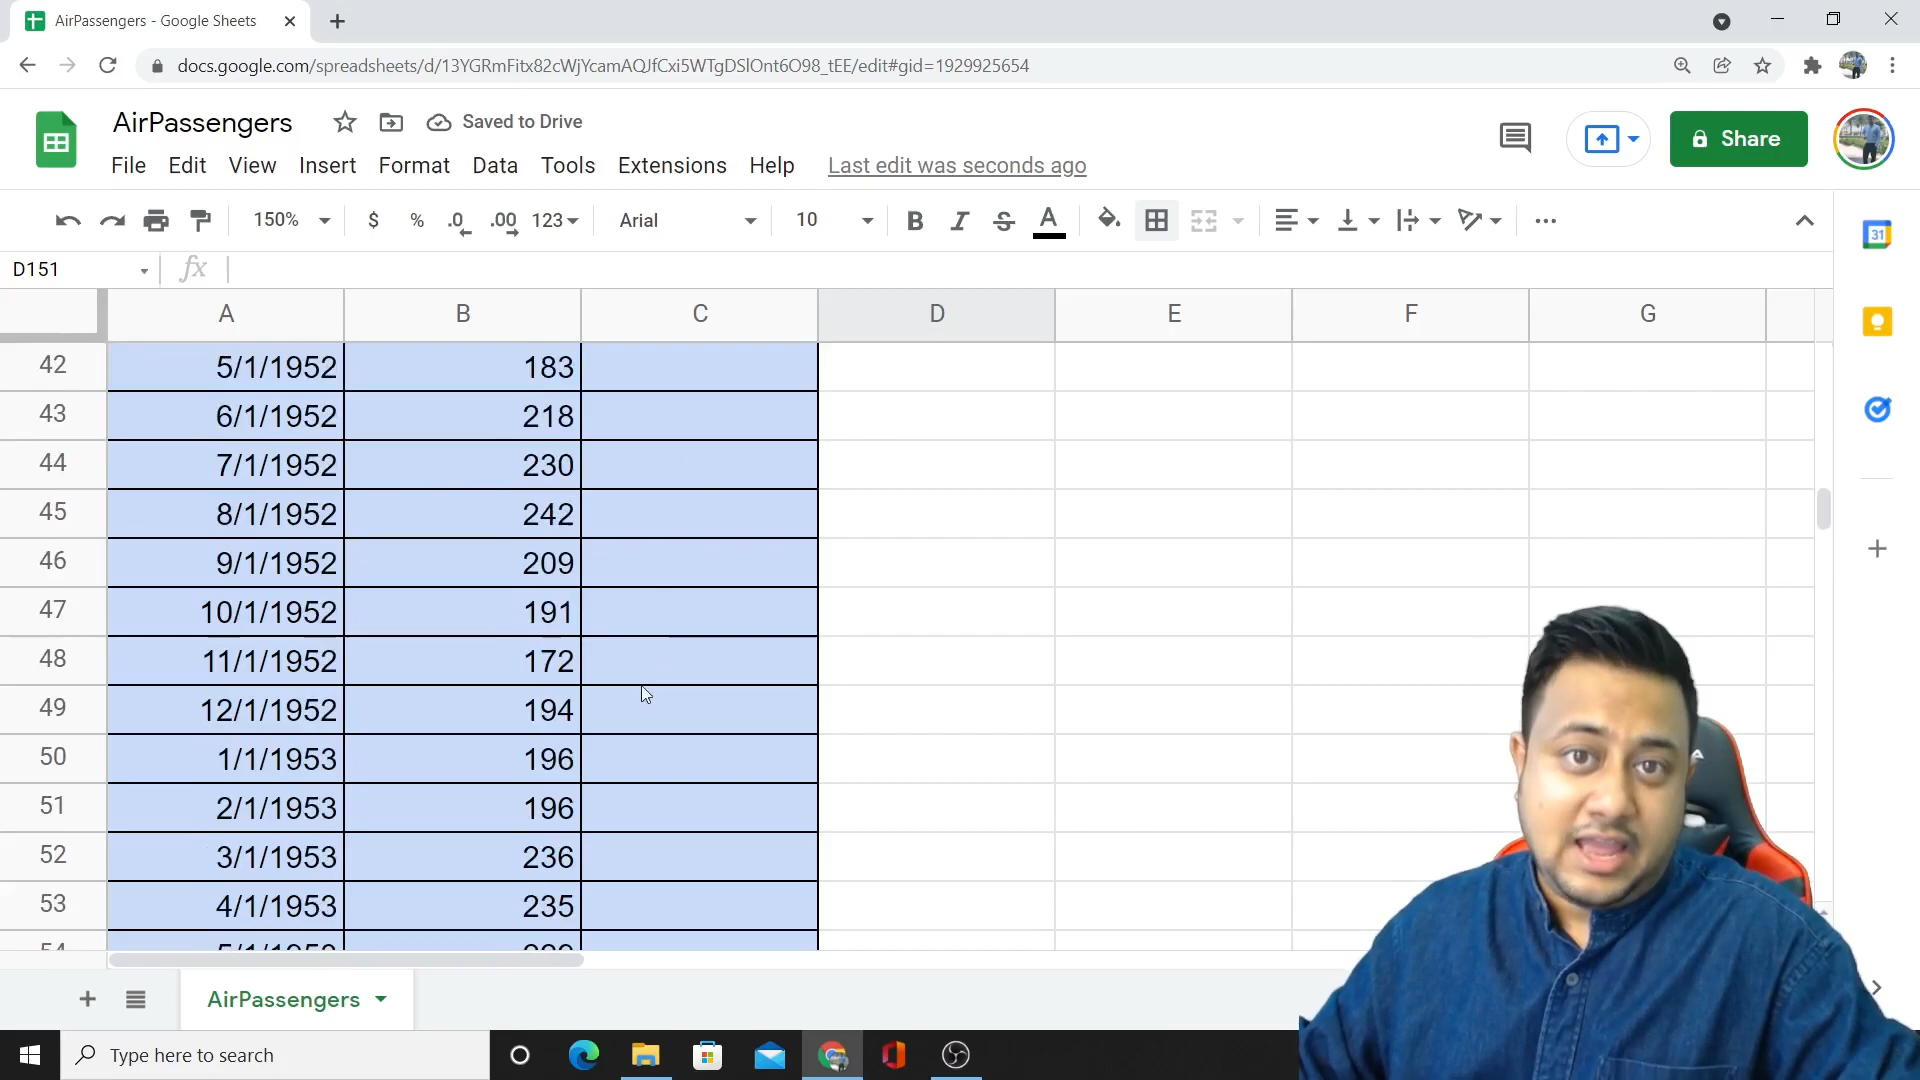 AirPassengers - Google Sheets
docs.google.com/spreadsheets/d/13YGRmFitx82cWjYcamAQJfCxi5WTgDSlOnt6O98_tEE/edit#gid=1929925654
AirPassengers Saved to Drive
File Edit View Insert Format Data Tools Extensions Help Last edit was seconds ago
Share
150% $ % .0 .00 123 Arial 10 B I S A
31
D151 fx
A B C D E F G
42 5/1/1952 183
43 6/1/1952 218
44 7/1/1952 230
45 8/1/1952 242
46 9/1/1952 209
47 10/1/1952 191
48 11/1/1952 172
49 12/1/1952 194
50 1/1/1953 196
51 2/1/1953 196
52 3/1/1953 236
53 4/1/1953 235
AirPassengers
Type here to search